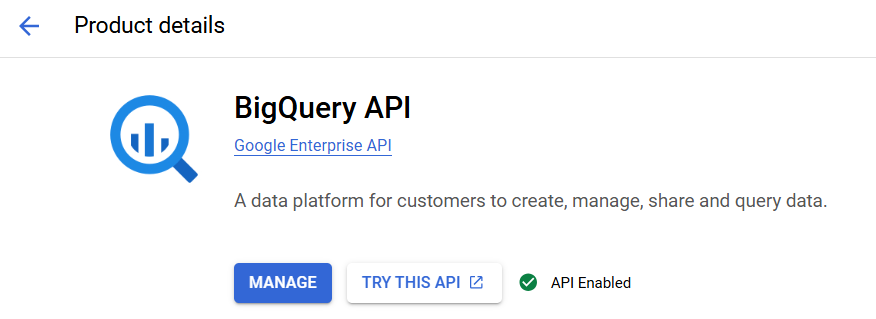 Product details
BigQuery API
Google Enterprise API
A data platform for customers to create, manage, share and query data.
MANAGE
TRY THIS API
API Enabled